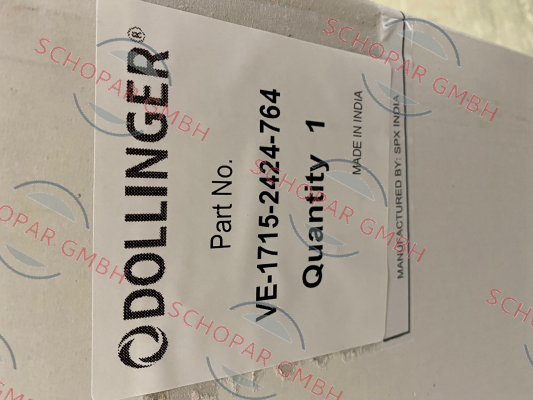 DOLLINGER®
Part No.
VE-1715-2424-764
Quantity 1
MADE IN INDIA
MANUFACTURED BY: SPX INDIA
SCHOPAR GMBH
SCHOPAR GMBH
SCHOPAR GMBH
SCHOPAR GMBH
SCHOPAR GMBH
SCHOPAR GMBH